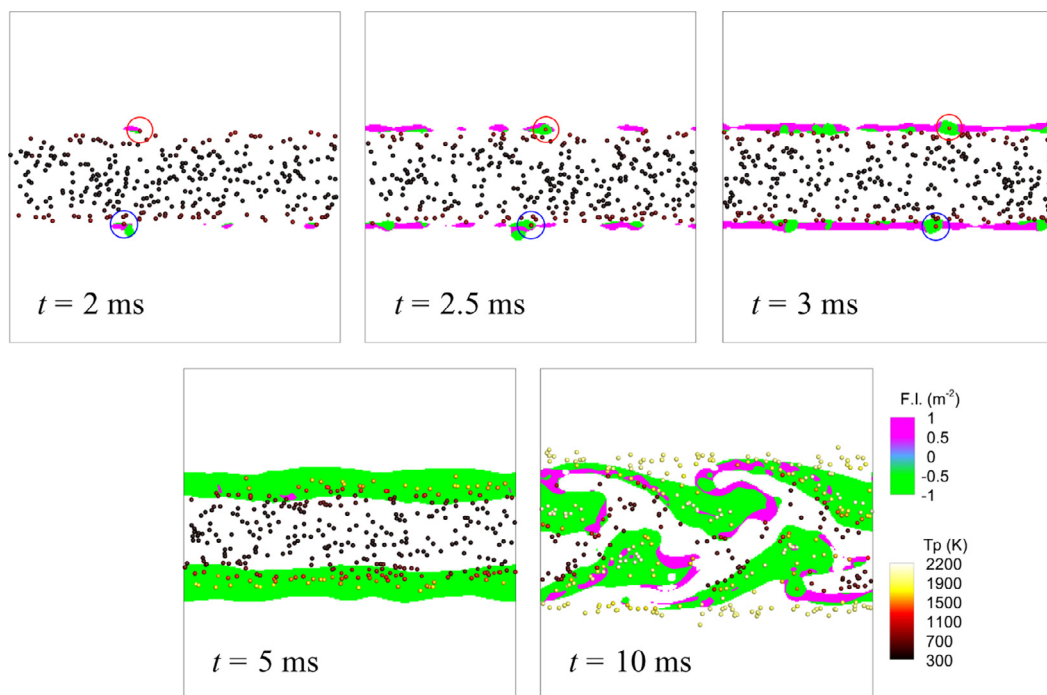 t = 2 ms
t = 2.5 ms
t = 3 ms
t = 5 ms
t = 10 ms
F.I. (m⁻²)
1
0.5
0
-0.5
-1
Tp (K)
2200
1900
1500
1100
700
300